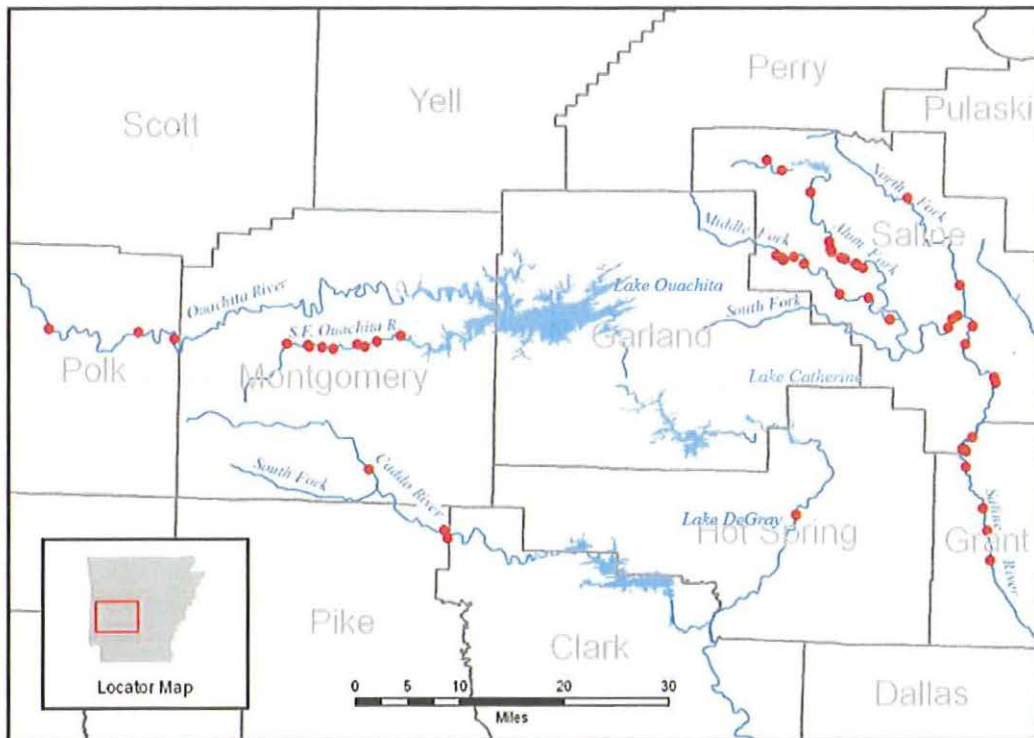 Perry
Yell
Pulaski
Scott
North Fork
Middle Fork
Alum Fork
Saline
Ouachita River
Lake Ouachita
South Fork
S.F. Ouachita R
Garland
Polk
Montgomery
Lake Catherine
South Fork
Caddo River
Lake DeGray
Hot Spring
Grant
Saline River
Pike
Clark
Locator Map
0 5 10 20 30
Miles
Dallas